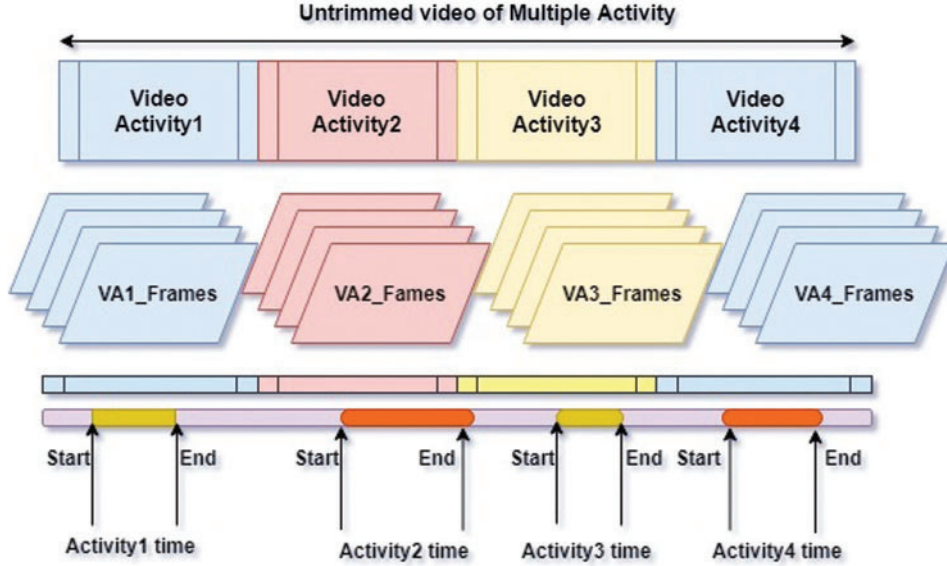 Untrimmed video of Multiple Activity
Video
Activity1
Video
Activity2
Video
Activity3
Video
Activity4
VA1_Frames
VA2_Fames
VA3_Frames
VA4_Frames
Start
End
Start
End
Start
End
Start
End
Activity1 time
Activity2 time
Activity3 time
Activity4 time